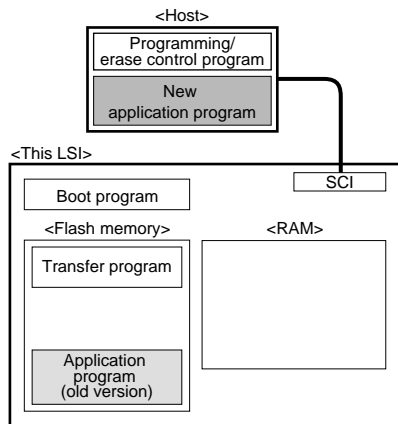 <Host>
Programming/
erase control program
New
application program
<This LSI>
SCI
Boot program
<Flash memory>
<RAM>
Transfer program
Application
program
(old version)